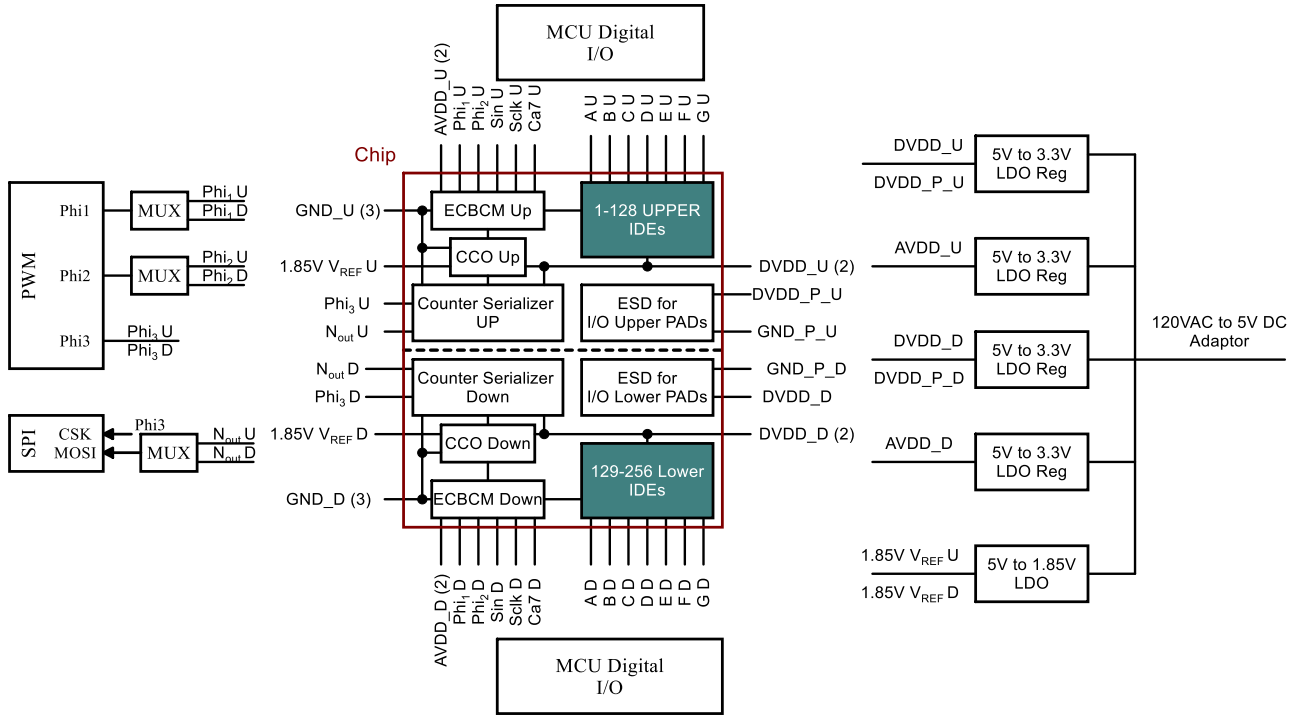 MCU Digital
I/O
AVDD_U (2)
Phi1 U
Phi2 U
Sin U
Sclk U
Ca7 U
A U
B U
C U
D U
E U
F U
G U
Chip
PWM
Phi1
MUX
Phi1 U
Phi1 D
Phi2
MUX
Phi2 U
Phi2 D
Phi3
Phi3 U
Phi3 D
SPI
CSK
MOSI
Phi3
MUX
Nout U
Nout D
GND_U (3)
1.85V VREF U
Phi3 U
Nout U
Nout D
Phi3 D
1.85V VREF D
GND_D (3)
ECBCM Up
CCO Up
Counter Serializer
UP
1-128 UPPER
IDEs
ESD for
I/O Upper PADs
Counter Serializer
Down
CCO Down
ECBCM Down
ESD for
I/O Lower PADs
129-256 Lower
IDEs
DVDD_U (2)
DVDD_P_U
GND_P_U
GND_P_D
DVDD_D
DVDD_D (2)
AVDD_D (2)
Phi1 D
Phi2 D
Sin D
Sclk D
Ca7 D
A D
B D
C D
D D
E D
F D
G D
MCU Digital
I/O
DVDD_U
DVDD_P_U
5V to 3.3V
LDO Reg
AVDD_U
5V to 3.3V
LDO Reg
DVDD_D
DVDD_P_D
5V to 3.3V
LDO Reg
AVDD_D
5V to 3.3V
LDO Reg
1.85V VREF U
1.85V VREF D
5V to 1.85V
LDO
120VAC to 5V DC
Adaptor